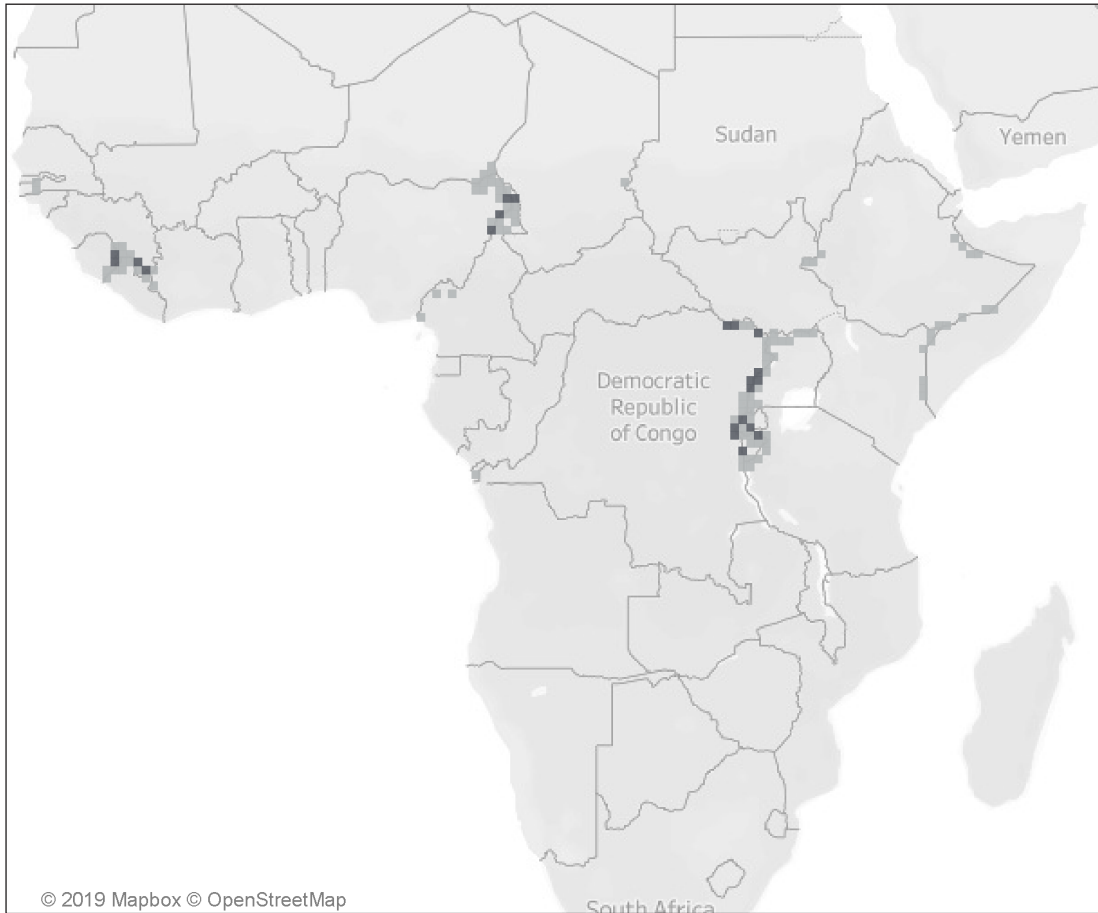 Sudan
Yemen
Democratic
Republic
of Congo
© 2019 Mapbox © OpenStreetMap
South Africa